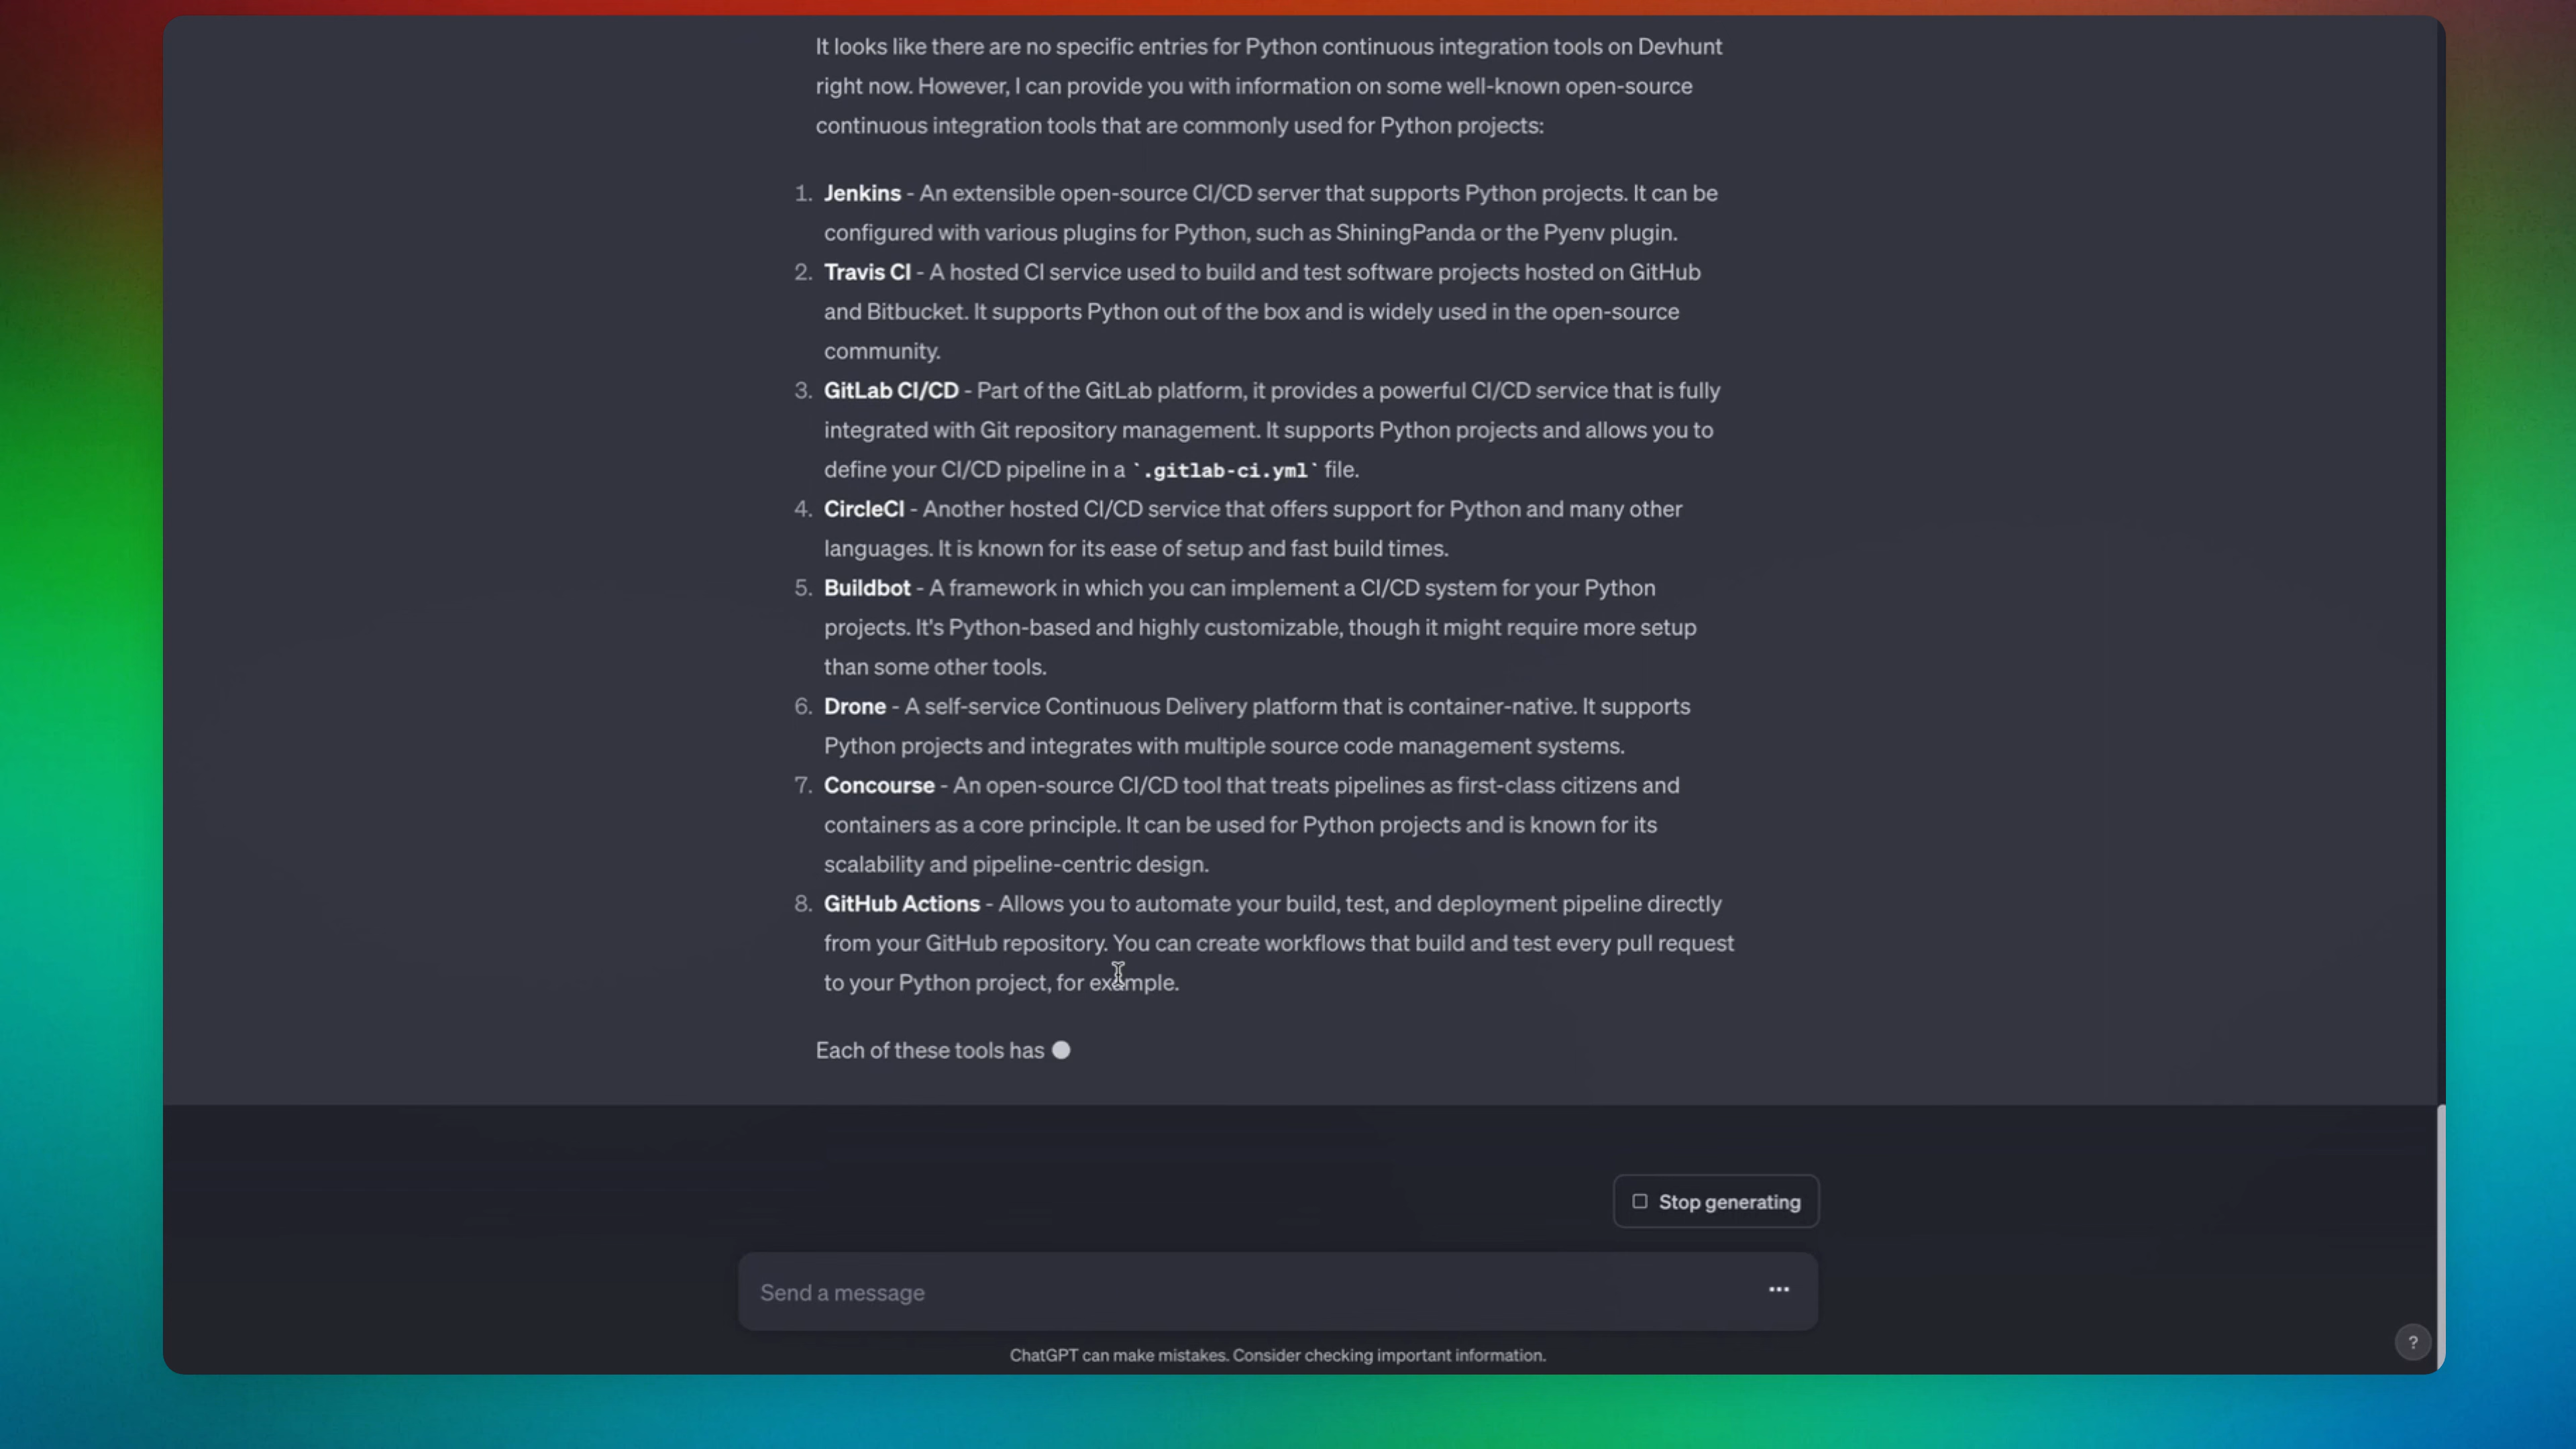 It looks like there are no specific entries for Python continuous integration tools on Devhunt
right now. However, I can provide you with information on some well-known open-source
continuous integration tools that are commonly used for Python projects:
1. Jenkins - An extensible open-source CI/CD server that supports Python projects. It can be
configured with various plugins for Python, such as ShiningPanda or the Pyenv plugin.
2. Travis CI - A hosted CI service used to build and test software projects hosted on GitHub
and Bitbucket. It supports Python out of the box and is widely used in the open-source
community.
3. GitLab CI/CD - Part of the GitLab platform, it provides a powerful CI/CD service that is fully
integrated with Git repository management. It supports Python projects and allows you to
define your CI/CD pipeline in a `.gitlab-ci.yml` file.
4. CircleCI - Another hosted CI/CD service that offers support for Python and many other
languages. It is known for its ease of setup and fast build times.
5. Buildbot - A framework in which you can implement a CI/CD system for your Python
projects. It's Python-based and highly customizable, though it might require more setup
than some other tools.
6. Drone - A self-service Continuous Delivery platform that is container-native. It supports
Python projects and integrates with multiple source code management systems.
7. Concourse - An open-source CI/CD tool that treats pipelines as first-class citizens and
containers as a core principle. It can be used for Python projects and is known for its
scalability and pipeline-centric design.
8. GitHub Actions - Allows you to automate your build, test, and deployment pipeline directly
from your GitHub repository. You can create workflows that build and test every pull request
to your Python project, for example.
Each of these tools has
Stop generating
Send a message
ChatGPT can make mistakes. Consider checking important information.
?